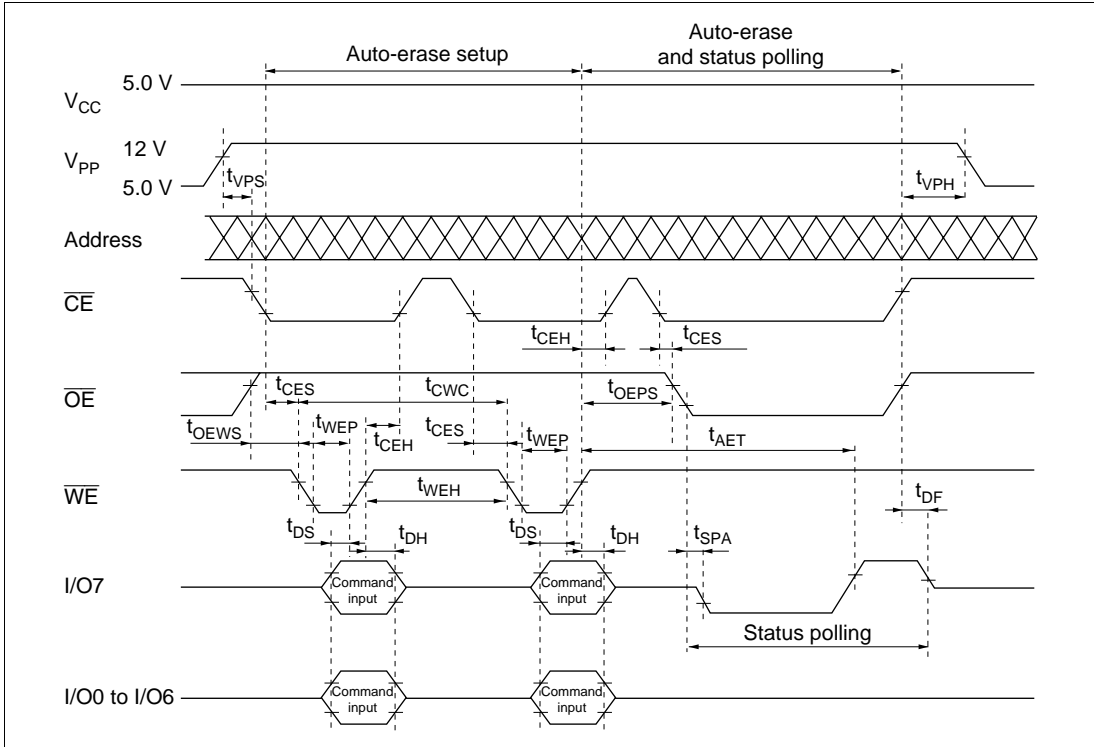 Auto-erase setup
Auto-erase
and status polling
VCC 5.0 V
VPP 12 V
5.0 V
tVPS
tVPH
Address
CE
tCEH
tCES
OE
tCES
tCWC
tOEPS
tOEWS
tWEP
tCEH
tCES
tWEP
tAET
WE
tWEH
tDF
tDS
tDH
tDS
tDH
tSPA
I/O7
Command
input
Command
input
Status polling
I/O0 to I/O6
Command
input
Command
input